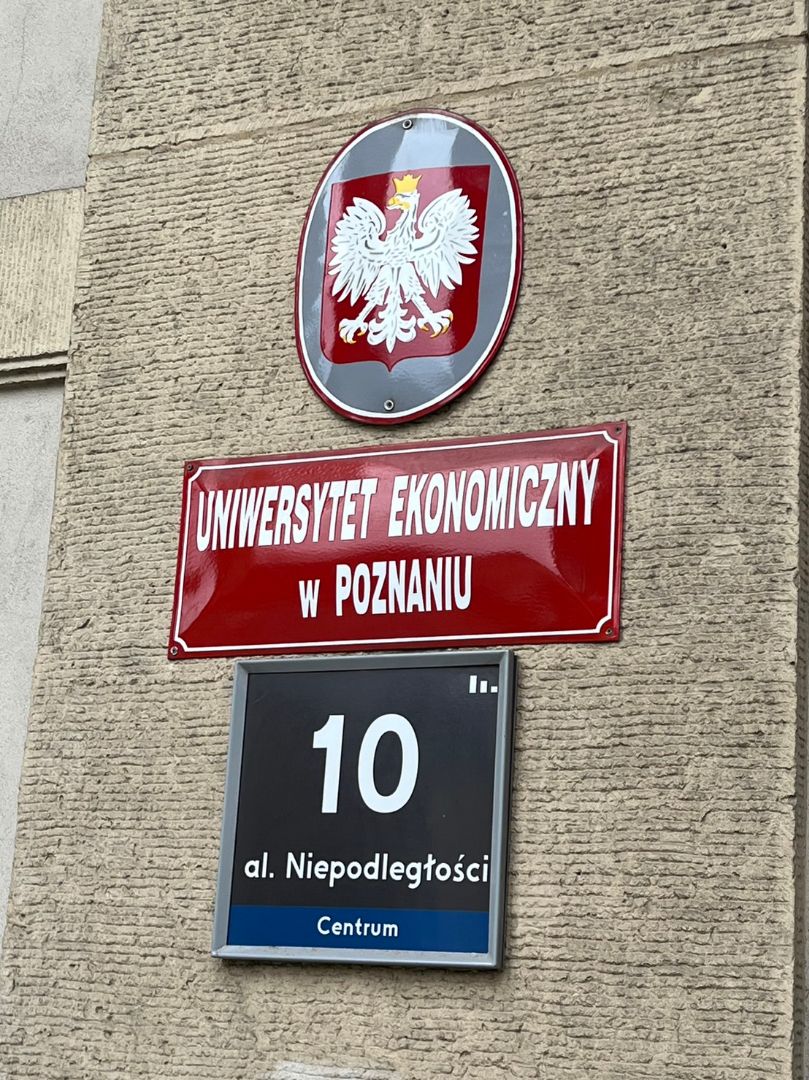 UNIWERSYTET EKONOMICZNY
w POZNANIU
10
al. Niepodległości
Centrum